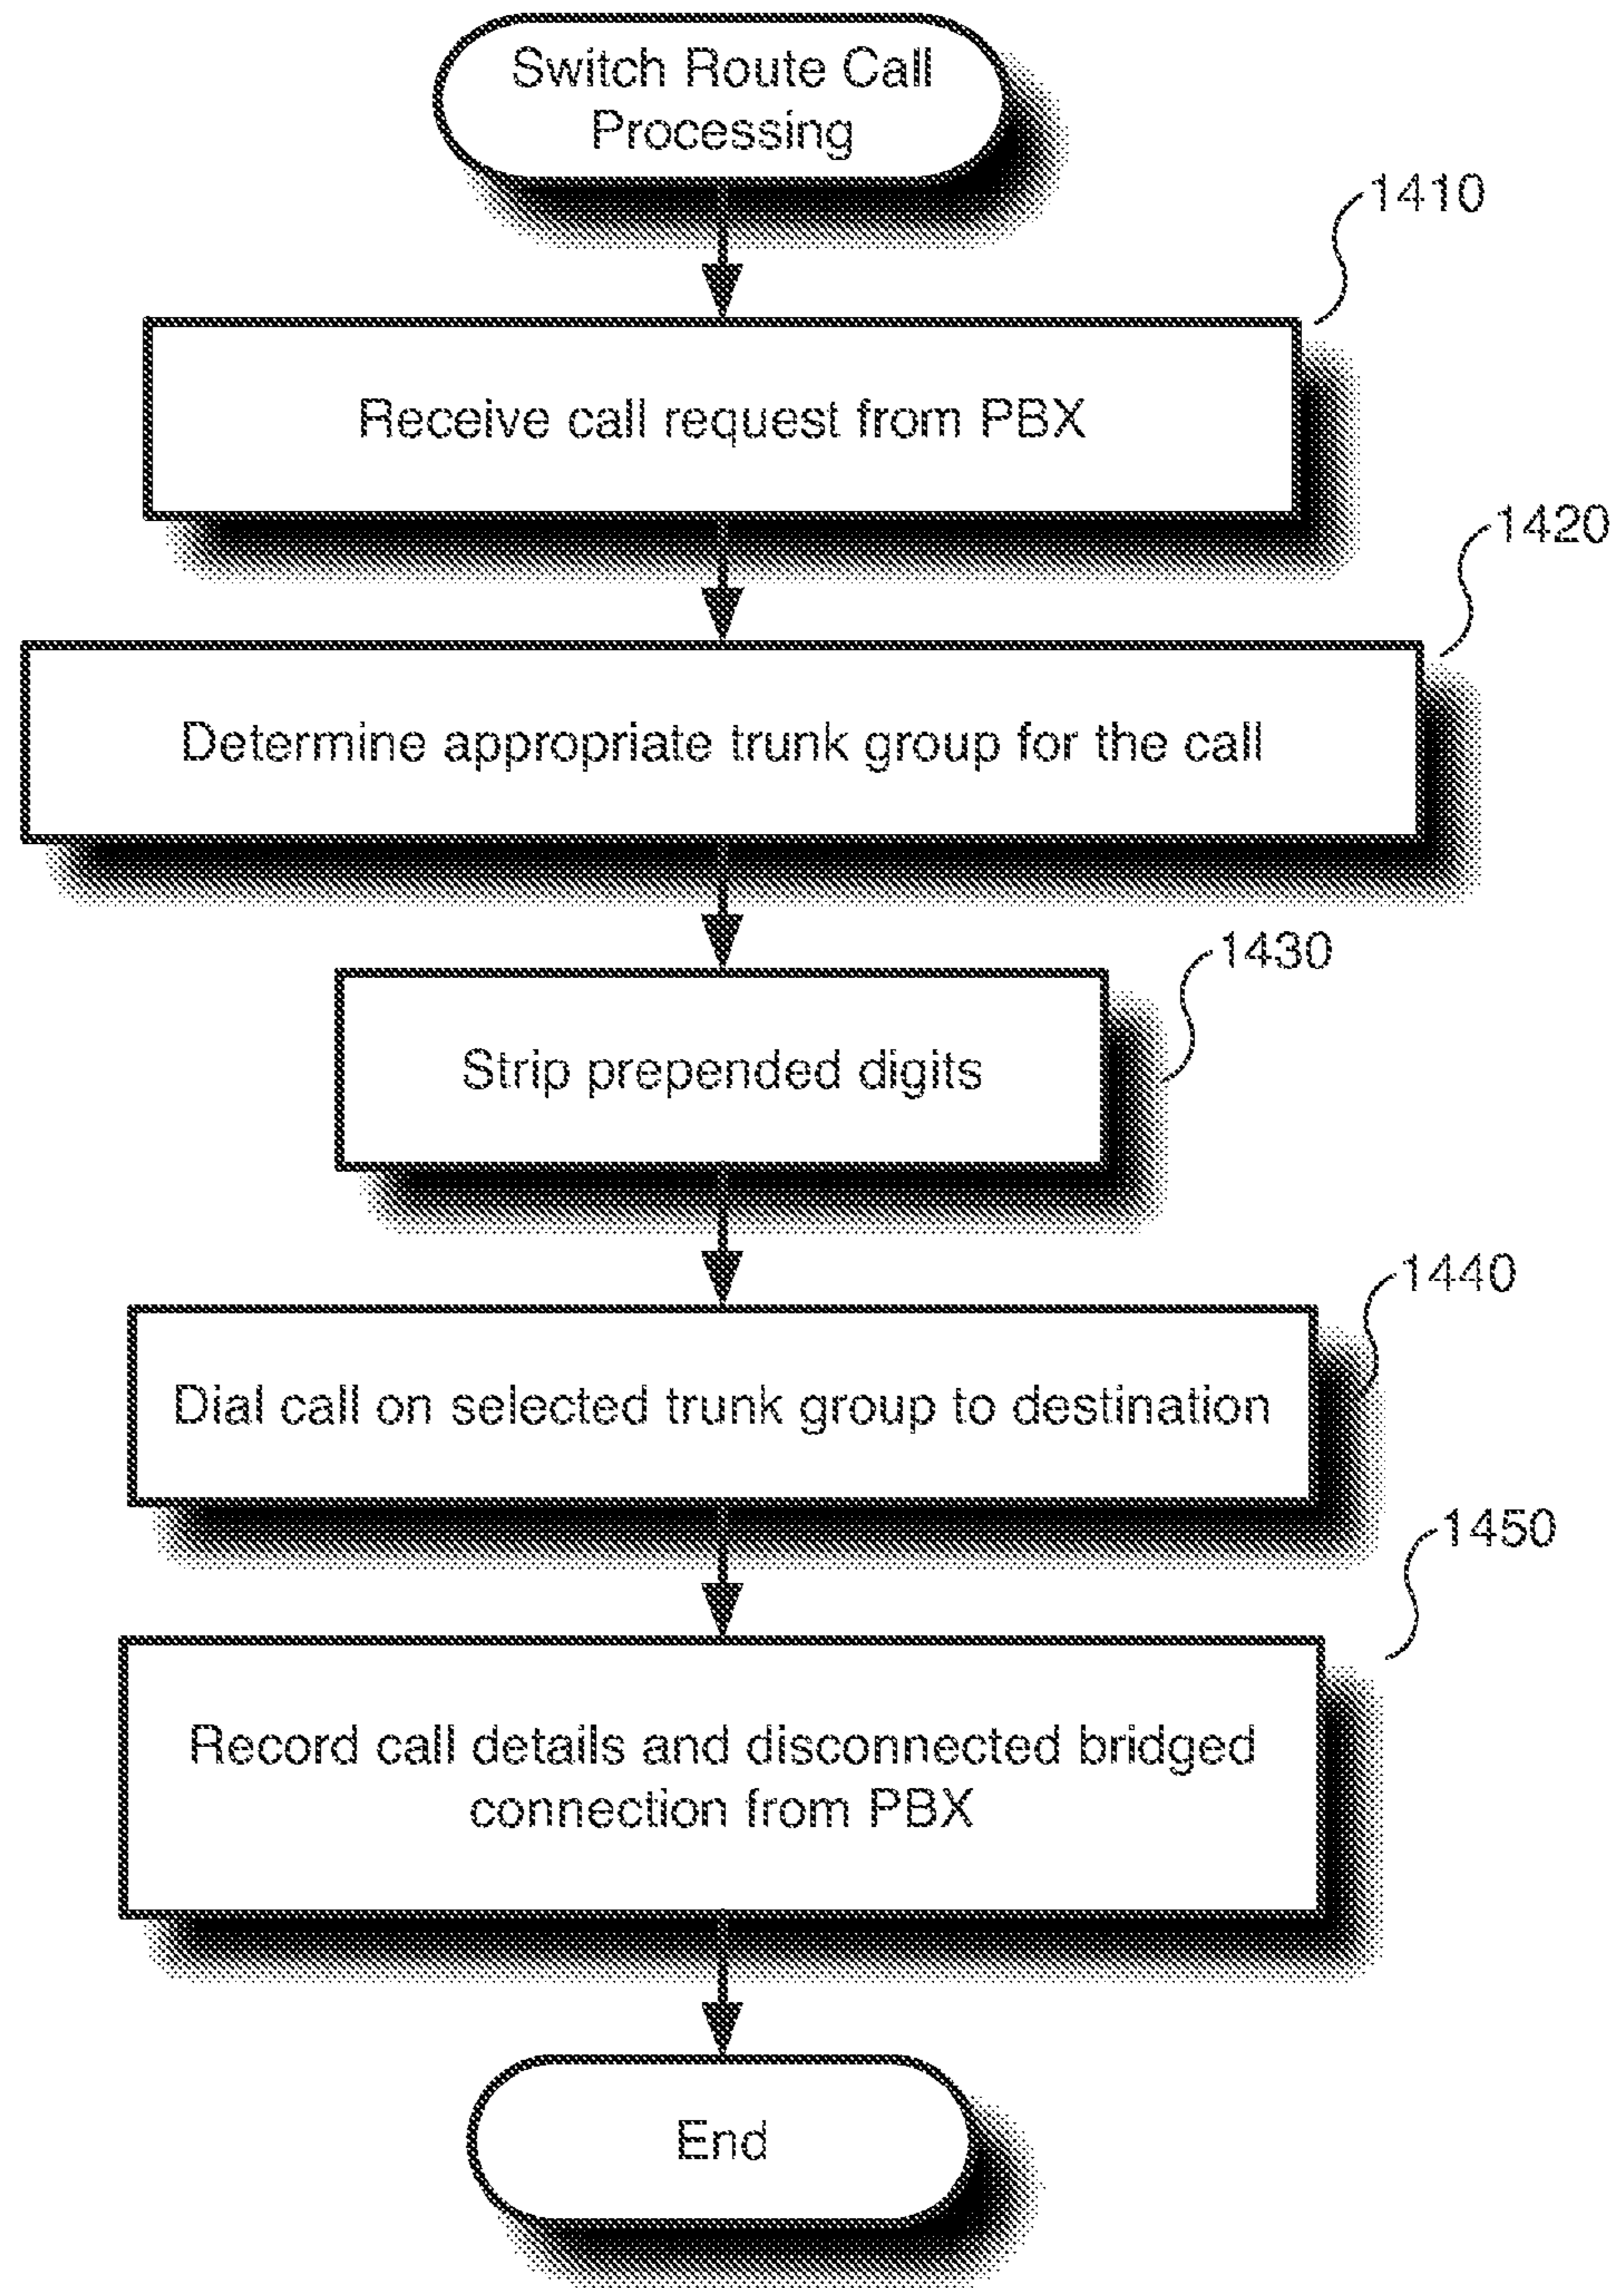 Switch Route Call
Processing
1410
Receive call request from PBX
1420
Determine appropriate trunk group for the call
1430
Strip prepended digits
1440
Dial call on selected trunk group to destination
1450
Record call details and disconnected bridged
connection from PBX
End